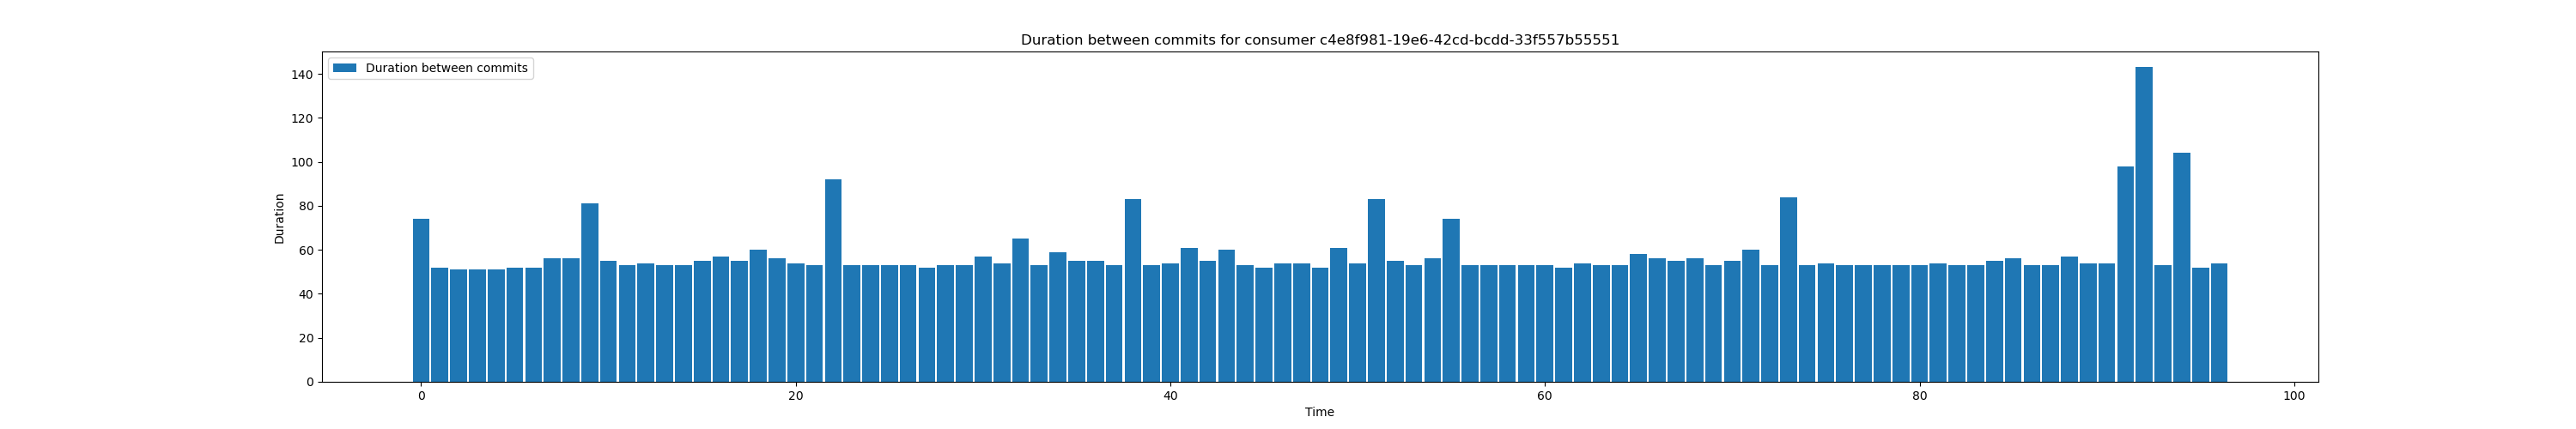 Duration between commits for consumer c4e8f981-19e6-42cd-bcdd-33f557b55551
Duration between commits
140
120
100
80
60
40
20
0
Duration
0 20 40 60 80 100
Time